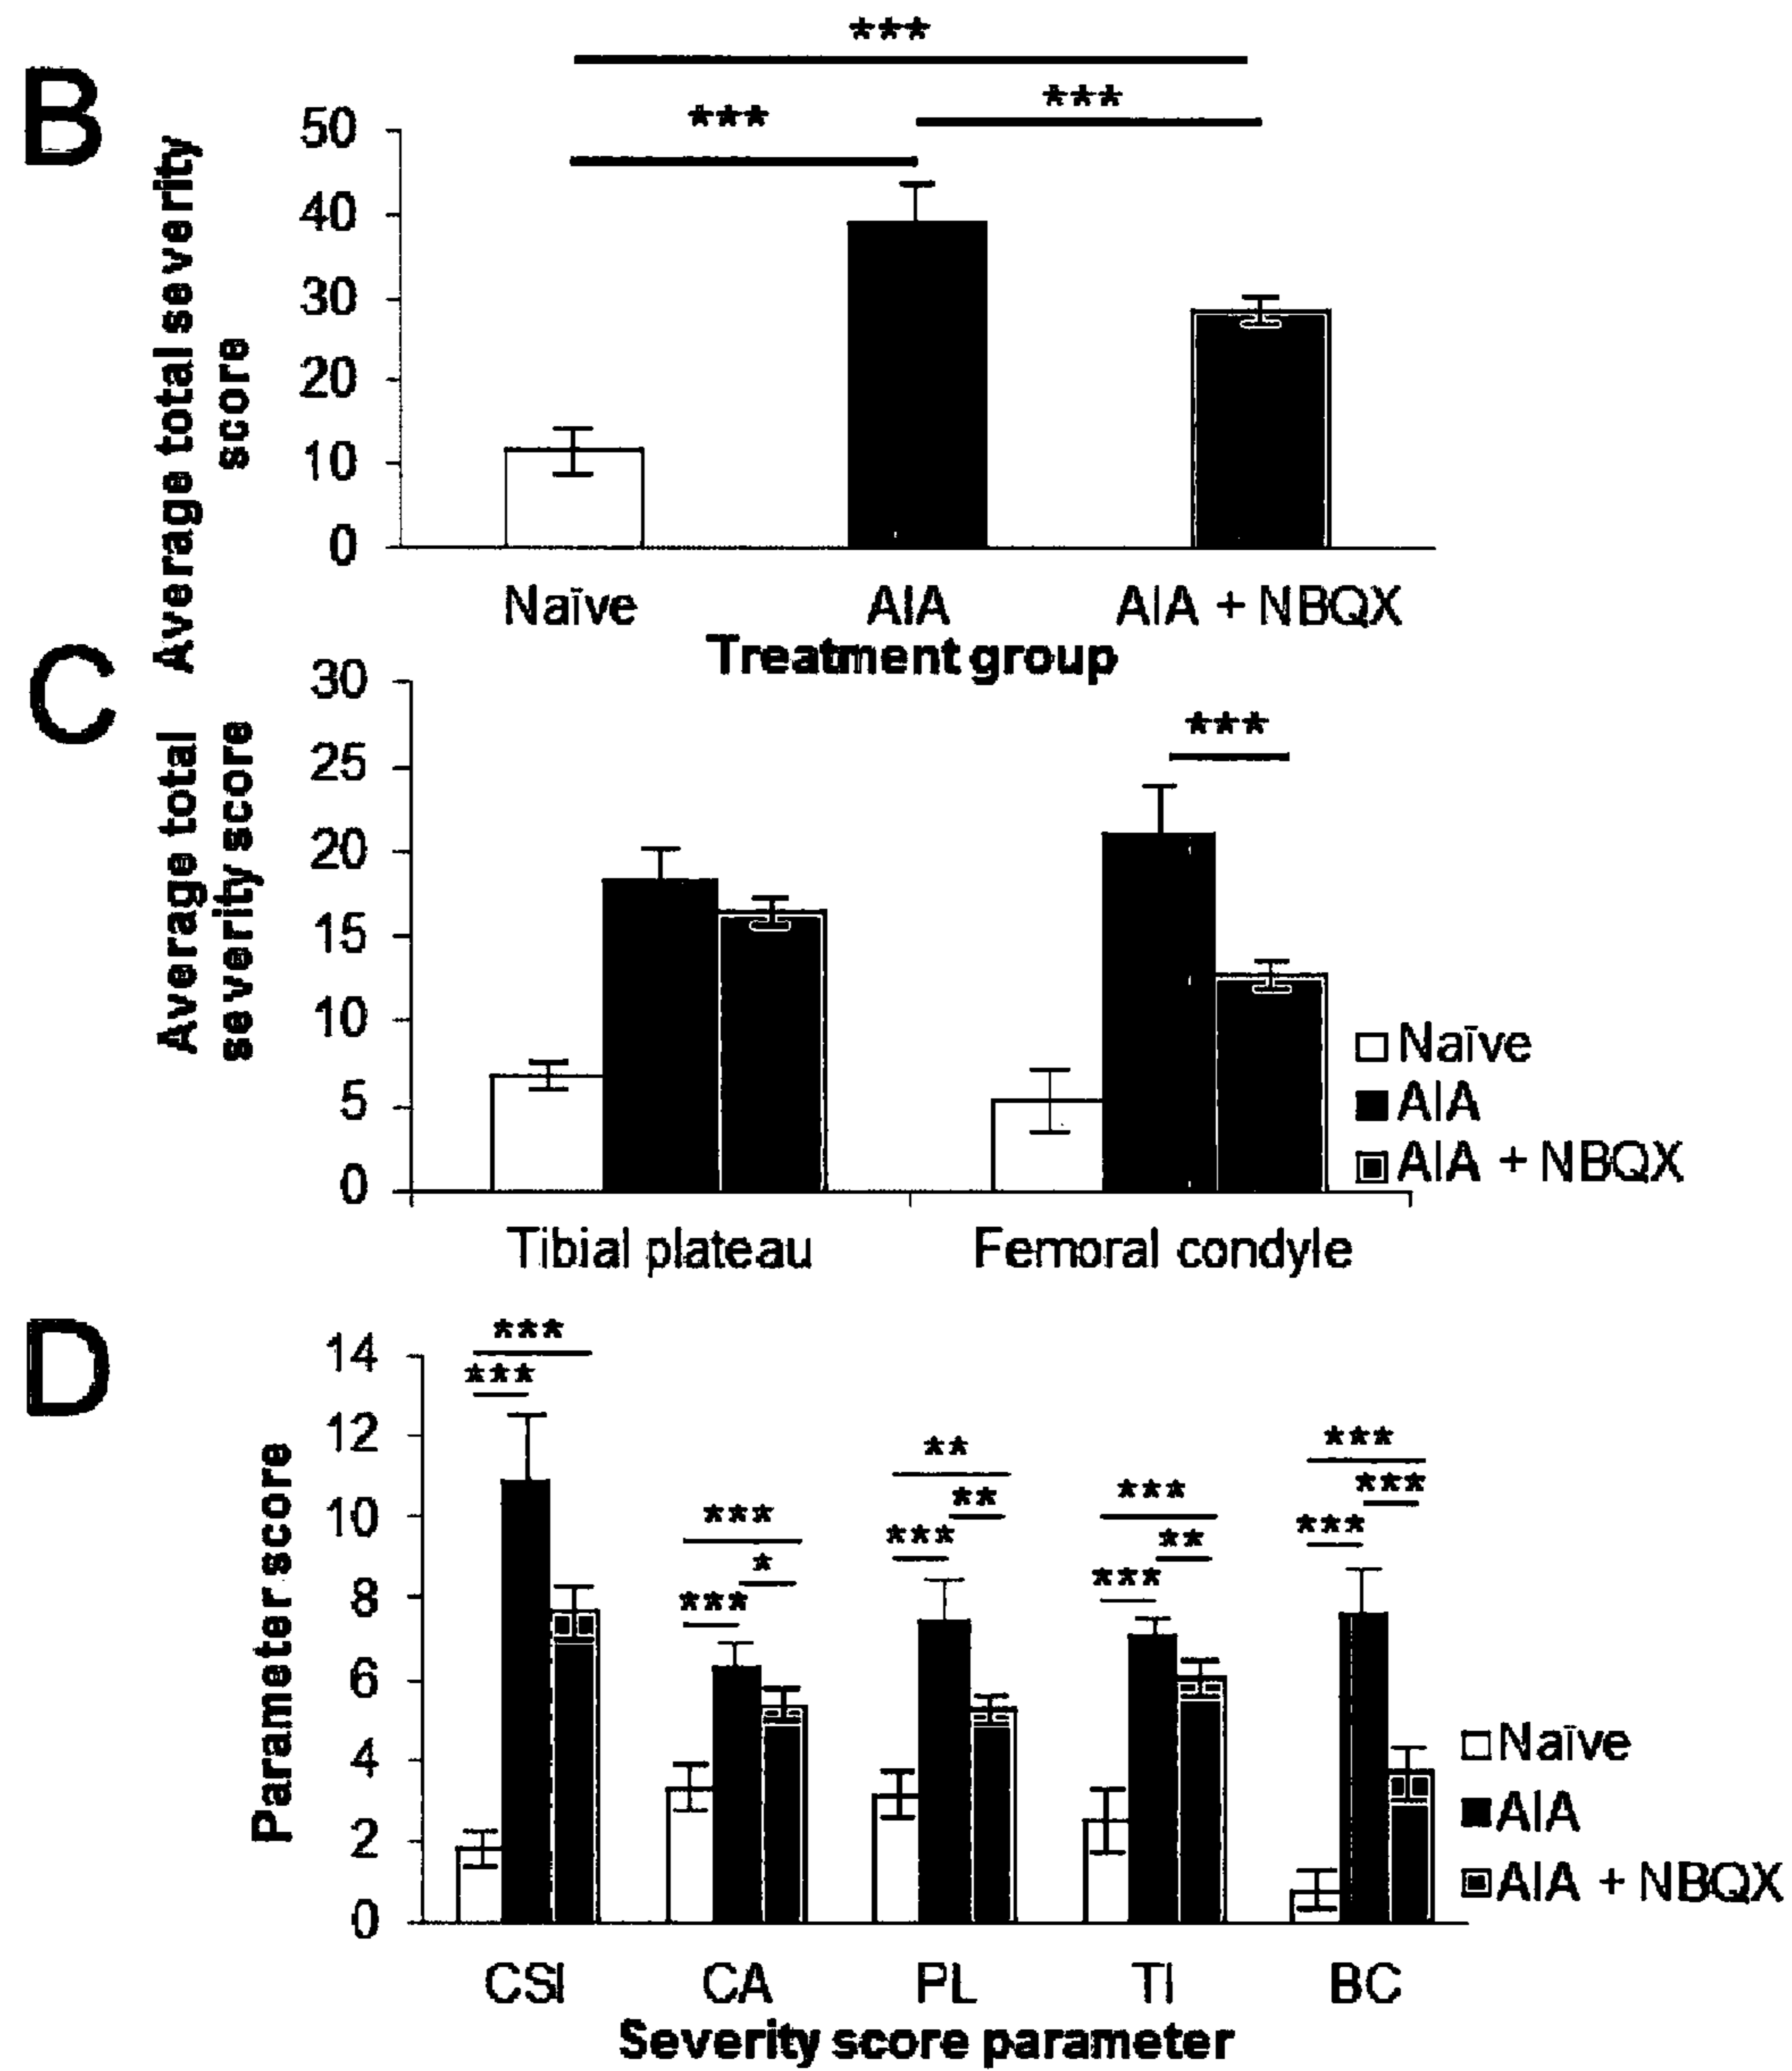 B
***
***
***
Average total severity
score
50
40
30
20
10
0
Naïve AIA AIA + NBQX
Treatment group
C
Average total
severity score
30
25
20
15
10
5
0
***
Naïve
AIA
AIA + NBQX
Tibial plateau Femoral condyle
D
Parameter score
14
12
10
8
6
4
2
0
***
***
***
*
***
**
**
***
***
**
***
***
***
***
Naïve
AIA
AIA + NBQX
CSI CA PL TI BC
Severity score parameter